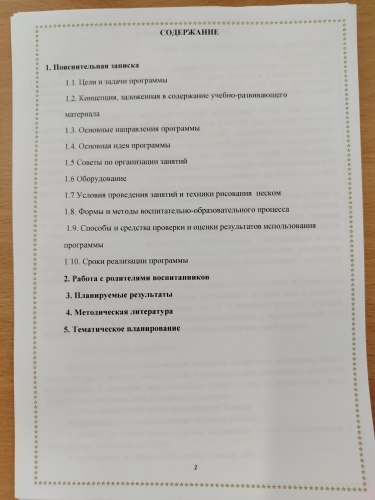 СОДЕРЖАНИЕ
1. Пояснительная записка
1.1. Цели и задачи программы
1.2. Концепция, заложенная в содержание учебно-развивающего
материала
1.3. Основные направления программы
1.4. Основная идея программы
1.5 Советы по организации занятий
1.6 Оборудование
1.7 Условия проведения занятий и техники рисования песком
1.8. Формы и методы воспитательно-образовательного процесса
1.9. Способы и средства проверки и оценки результатов использования
программы
1.10. Сроки реализации программы
2. Работа с родителями воспитанников
3. Планируемые результаты
4. Методическая литература
5. Тематическое планирование
2